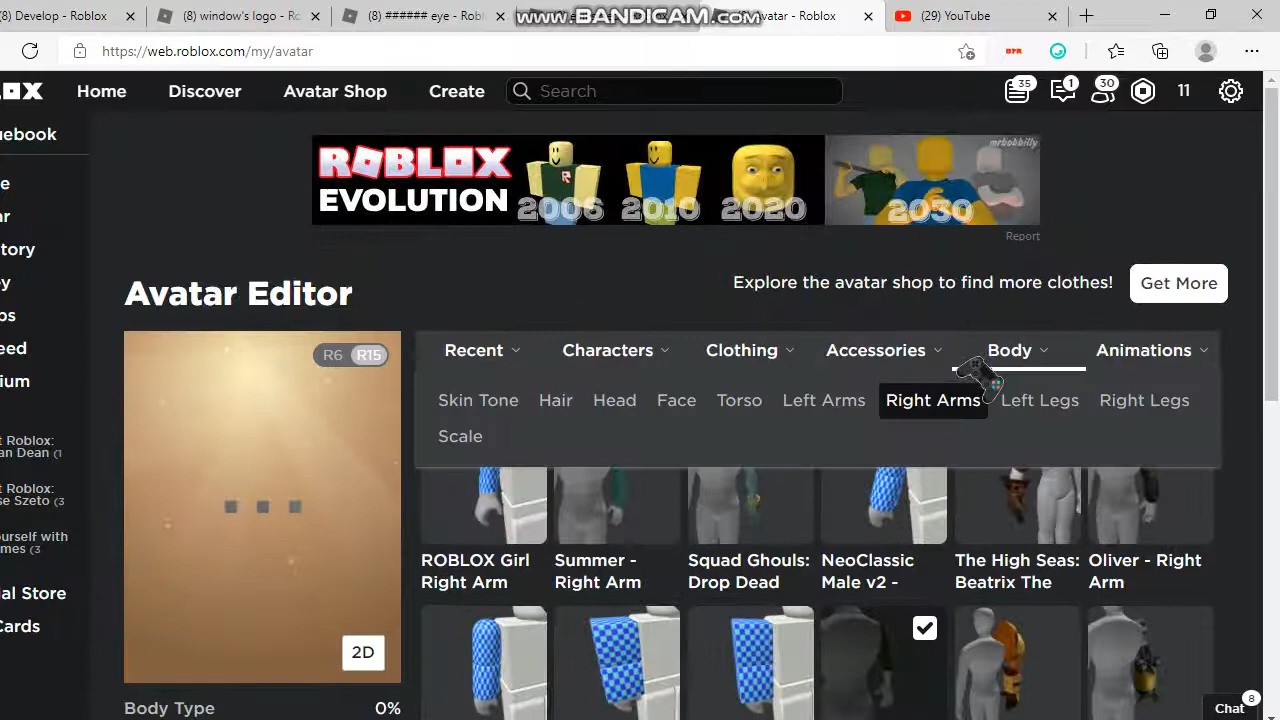 (4) Develop - Roblox
(8) window's logo - Ro
(8) ###### eye - Robl
www.BANDICAM.com
Avatar - Roblox
(29) YouTube
https://web.roblox.com/my/avatar
LOX
Home
Discover
Avatar Shop
Create
Search
35
1
30
11
uebook
tory
ps
eed
ium
t Roblox:
an Dean (1
t Roblox:
se Szeto (3
ourself with
mes (3
ial Store
Cards
ROBLOX
EVOLUTION
2006
2010
2020
2030
mrbobbilly
Report
Avatar Editor
Explore the avatar shop to find more clothes!
Get More
R6 R15
2D
Body Type
0%
Recent
Characters
Clothing
Accessories
Body
Animations
Skin Tone
Hair
Head
Face
Torso
Left Arms
Right Arms
Left Legs
Right Legs
Scale
ROBLOX Girl
Right Arm
Summer -
Right Arm
Squad Ghouls:
Drop Dead
NeoClassic
Male v2 -
The High Seas:
Beatrix The
Oliver - Right
Arm
Chat
8